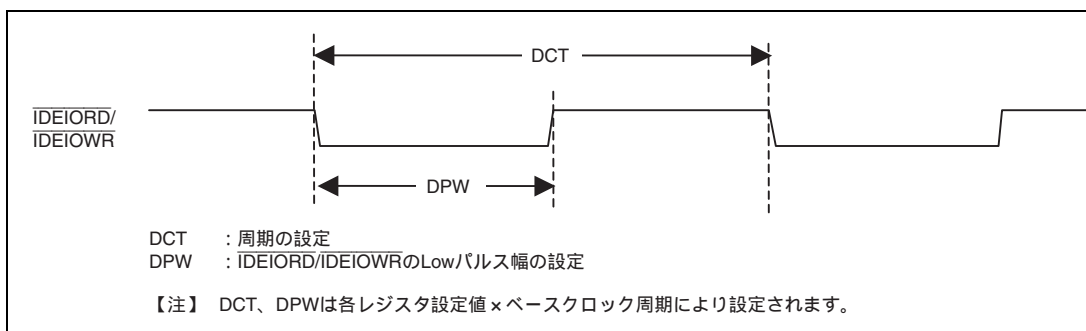 DCT
IDEIORD/
IDEIOWR
DPW
DCT : 周期の設定
DPW : IDEIORD/IDEIOWRのLowパルス幅の設定
【注】 DCT、DPWは各レジスタ設定値×ベースクロック周期により設定されます。